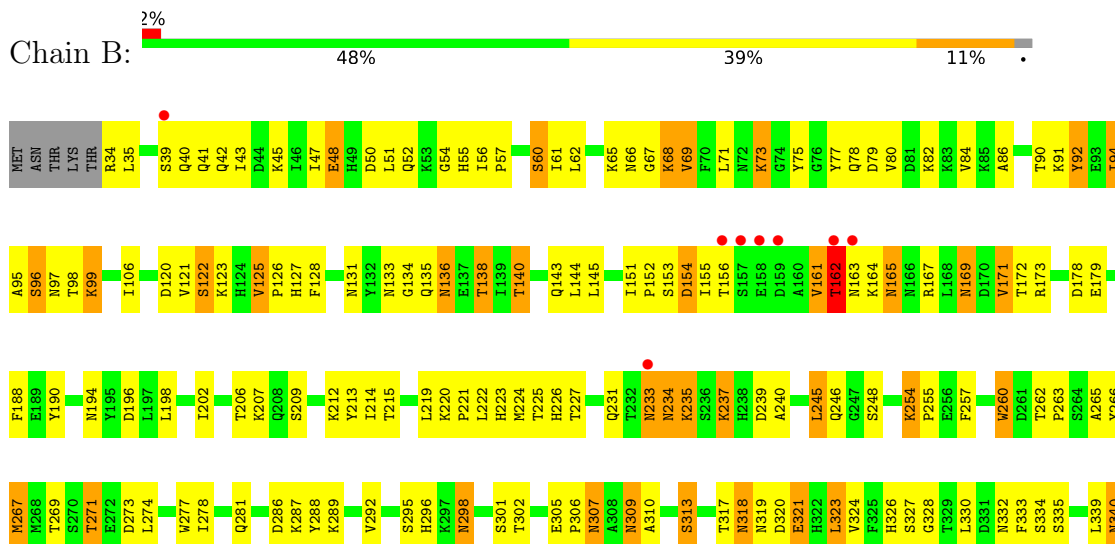 2%
Chain B:
48% 39% 11% .
MET ASN THR LYS THR R34 L35 S39 Q40 Q41 Q42 I43 D44 K45 I46 I47 E48 H49 D50 L51 Q52 K53 G54 H55 I56 P57 S60 I61 L62 K65 N66 G67 K68 V69 F70 L71 N72 K73 G74 Y75 G76 Y77 Q78 D79 V80 D81 K82 K83 V84 K85 A86 T90 K91 Y92 E93 I94
A95 S96 N97 T98 K99 I106 D120 V121 S122 K123 H124 V125 P126 H127 F128 N131 Y132 N133 G134 Q135 N136 E137 T138 I139 T140 Q143 L144 L145 I151 P152 S153 D154 I155 T156 S157 E158 D159 A160 V161 T162 N163 K164 N165 N166 R167 L168 N169 D170 V171 I172 R173 D178 E179
F188 E189 Y190 N194 Y195 D196 L197 L198 I202 T206 K207 Q208 S209 K212 Y213 I214 T215 L219 K220 P221 L222 H223 M224 T225 H226 T227 Q231 T232 N233 N234 K235 S236 K237 H238 D239 A240 L245 Q246 G247 S248 K254 P255 E256 F257 W260 D261 T262 P263 S264 A265 Y266
M267 M268 T269 S270 T271 E272 D273 L274 W277 I278 Q281 D286 K287 Y288 K289 V292 S295 H296 K297 N298 S301 T302 E305 P306 N307 A308 N309 A310 S313 T317 N318 N319 D320 E321 H322 L323 V324 F325 H326 S327 G328 T329 L330 D331 N332 F333 S334 S335 L339 N340